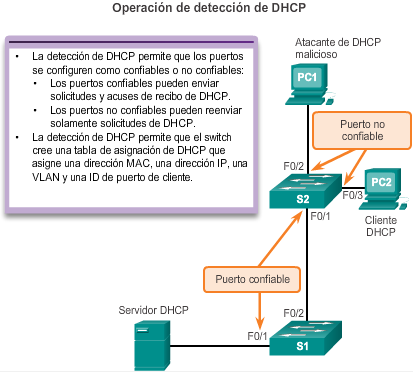 Operación de detección de DHCP
• La detección de DHCP permite que los puertos
se configuren como confiables o no confiables:
• Los puertos confiables pueden enviar
solicitudes y acuses de recibo de DHCP.
• Los puertos no confiables pueden reenviar
solamente solicitudes de DHCP.
• La detección de DHCP permite que el switch
cree una tabla de asignación de DHCP que
asigne una dirección MAC, una dirección IP, una
VLAN y una ID de puerto de cliente.
Atacante de DHCP
malicioso
PC1
Puerto no
confiable
F0/2
PC2
F0/3
S2
F0/1
Cliente
DHCP
Puerto confiable
Servidor DHCP
F0/2
F0/1
S1